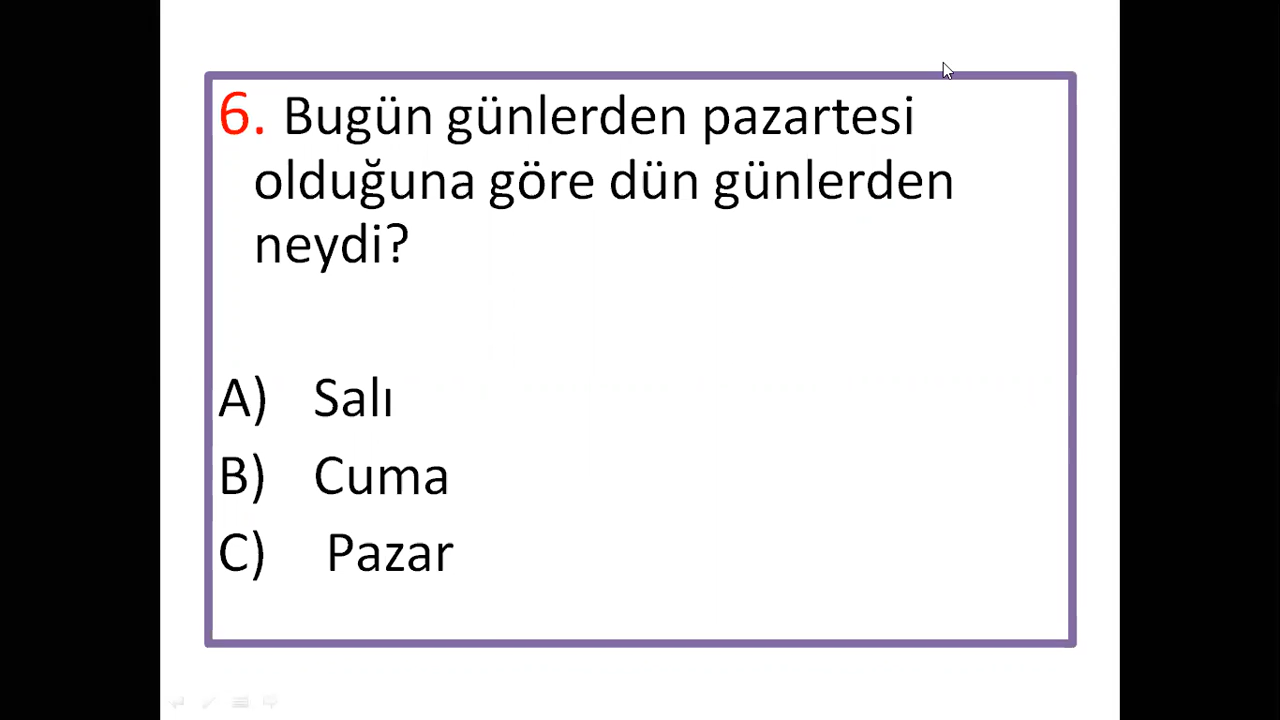 6. Bugün günlerden pazartesi
olduğuna göre dün günlerden
neydi?
A) Salı
B) Cuma
C) Pazar